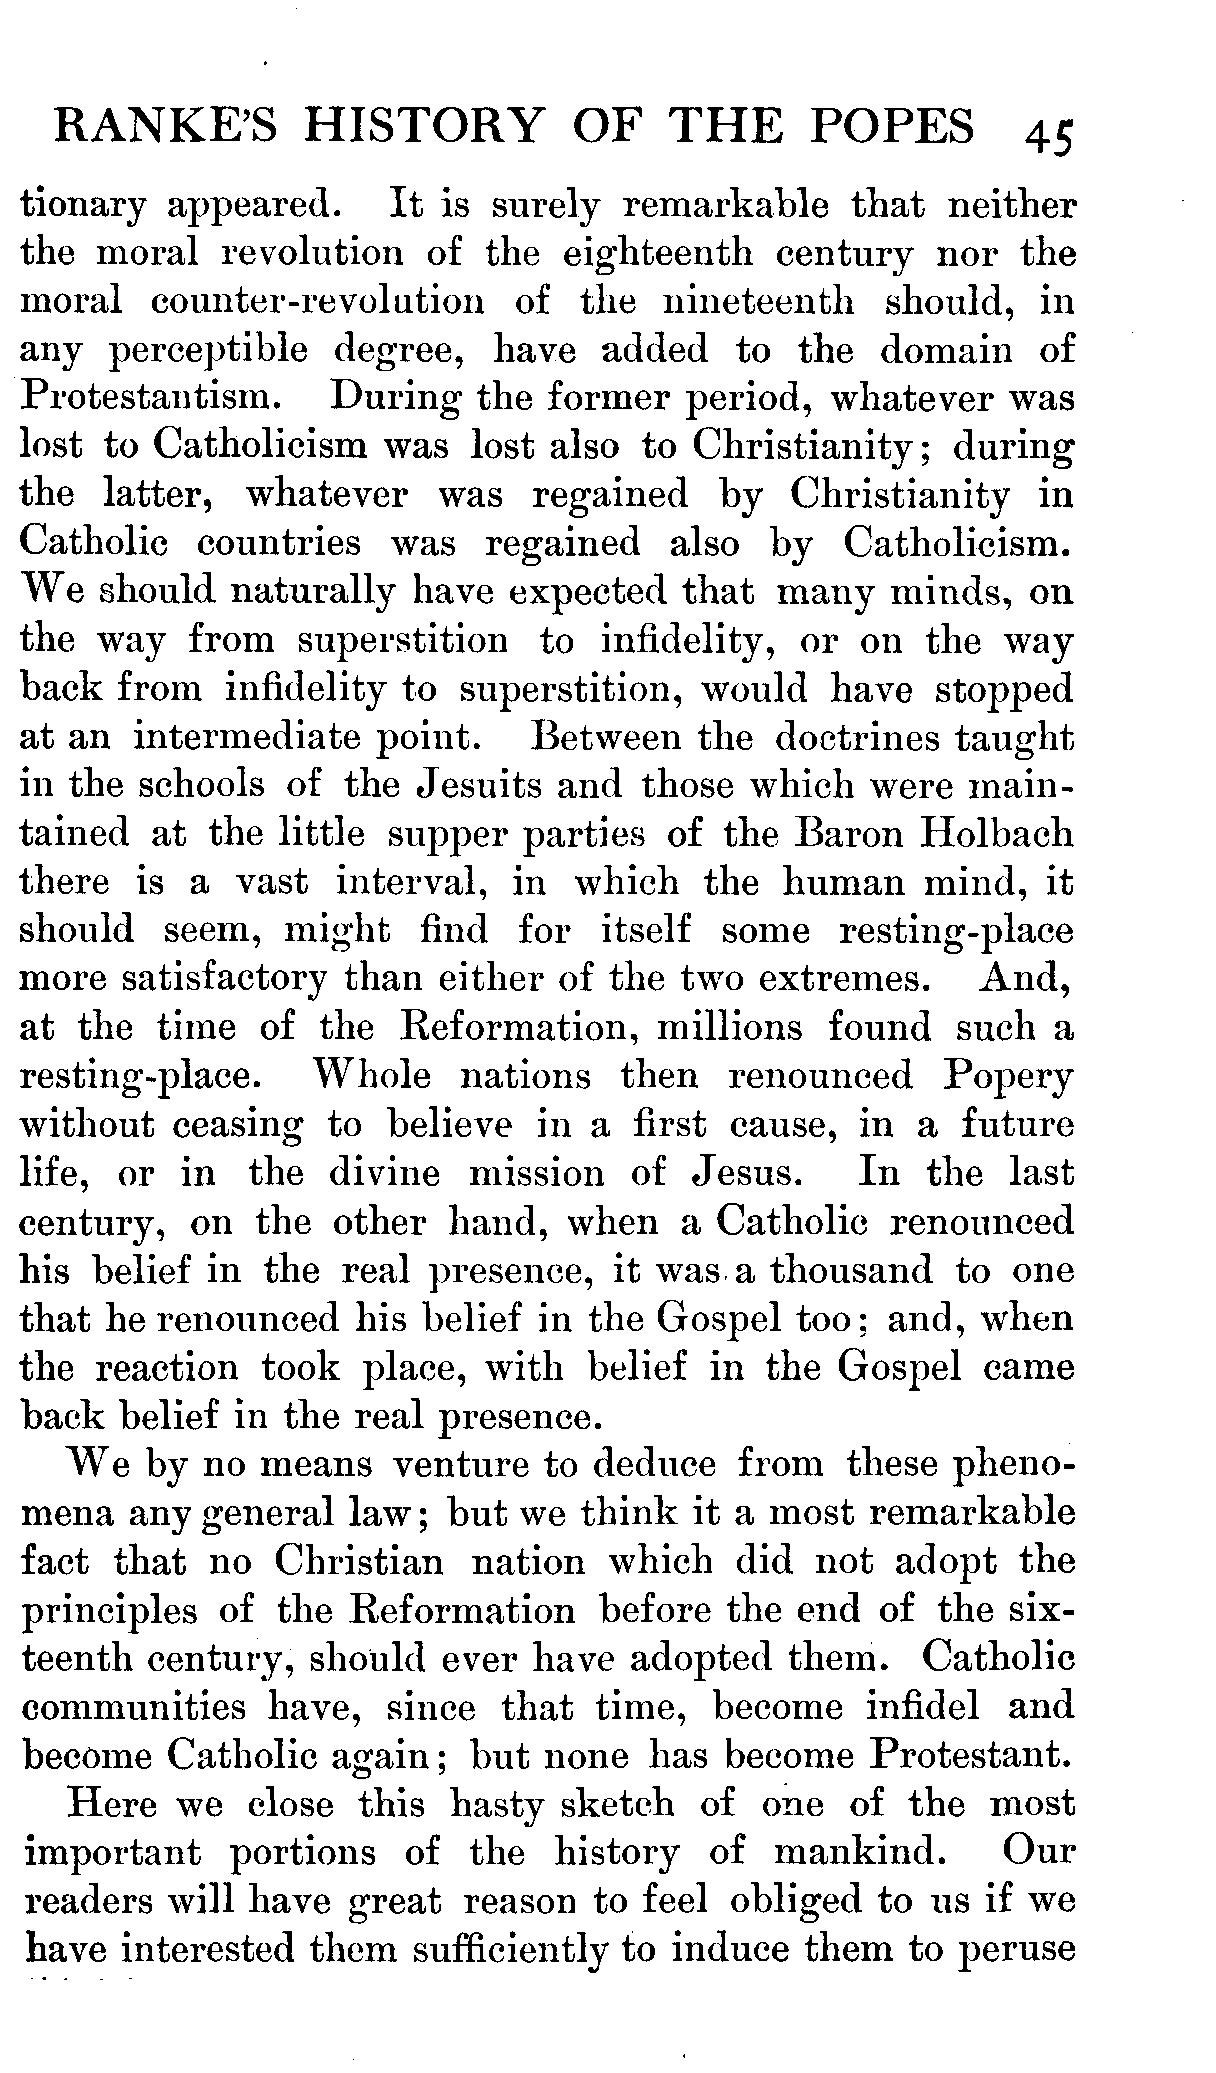 RANKE'S HISTORY OF THE POPES 45
tionary appeared. It is surely remarkable that neither
the moral revolution of the eighteenth century nor the
moral counter-revolution of the nineteenth should, in
any perceptible degree, have added to the domain of
Protestantism. During the former period, whatever was
lost to Catholicism was lost also to Christianity; during
the latter, whatever was regained by Christianity in
Catholic countries was regained also by Catholicism.
We should naturally have expected that many minds, on
the way from superstition to infidelity, or on the way
back from infidelity to superstition, would have stopped
at an intermediate point. Between the doctrines taught
in the schools of the Jesuits and those which were main-
tained at the little supper parties of the Baron Holbach
there is a vast interval, in which the human mind, it
should seem, might find for itself some resting-place
more satisfactory than either of the two extremes. And,
at the time of the Reformation, millions found such a
resting-place. Whole nations then renounced Popery
without ceasing to believe in a first cause, in a future
life, or in the divine mission of Jesus. In the last
century, on the other hand, when a Catholic renounced
his belief in the real presence, it was a thousand to one
that he renounced his belief in the Gospel too; and, when
the reaction took place, with belief in the Gospel came
back belief in the real presence.
We by no means venture to deduce from these pheno-
mena any general law; but we think it a most remarkable
fact that no Christian nation which did not adopt the
principles of the Reformation before the end of the six-
teenth century, should ever have adopted them. Catholic
communities have, since that time, become infidel and
become Catholic again; but none has become Protestant.
Here we close this hasty sketch of one of the most
important portions of the history of mankind. Our
readers will have great reason to feel obliged to us if we
have interested them sufficiently to induce them to peruse